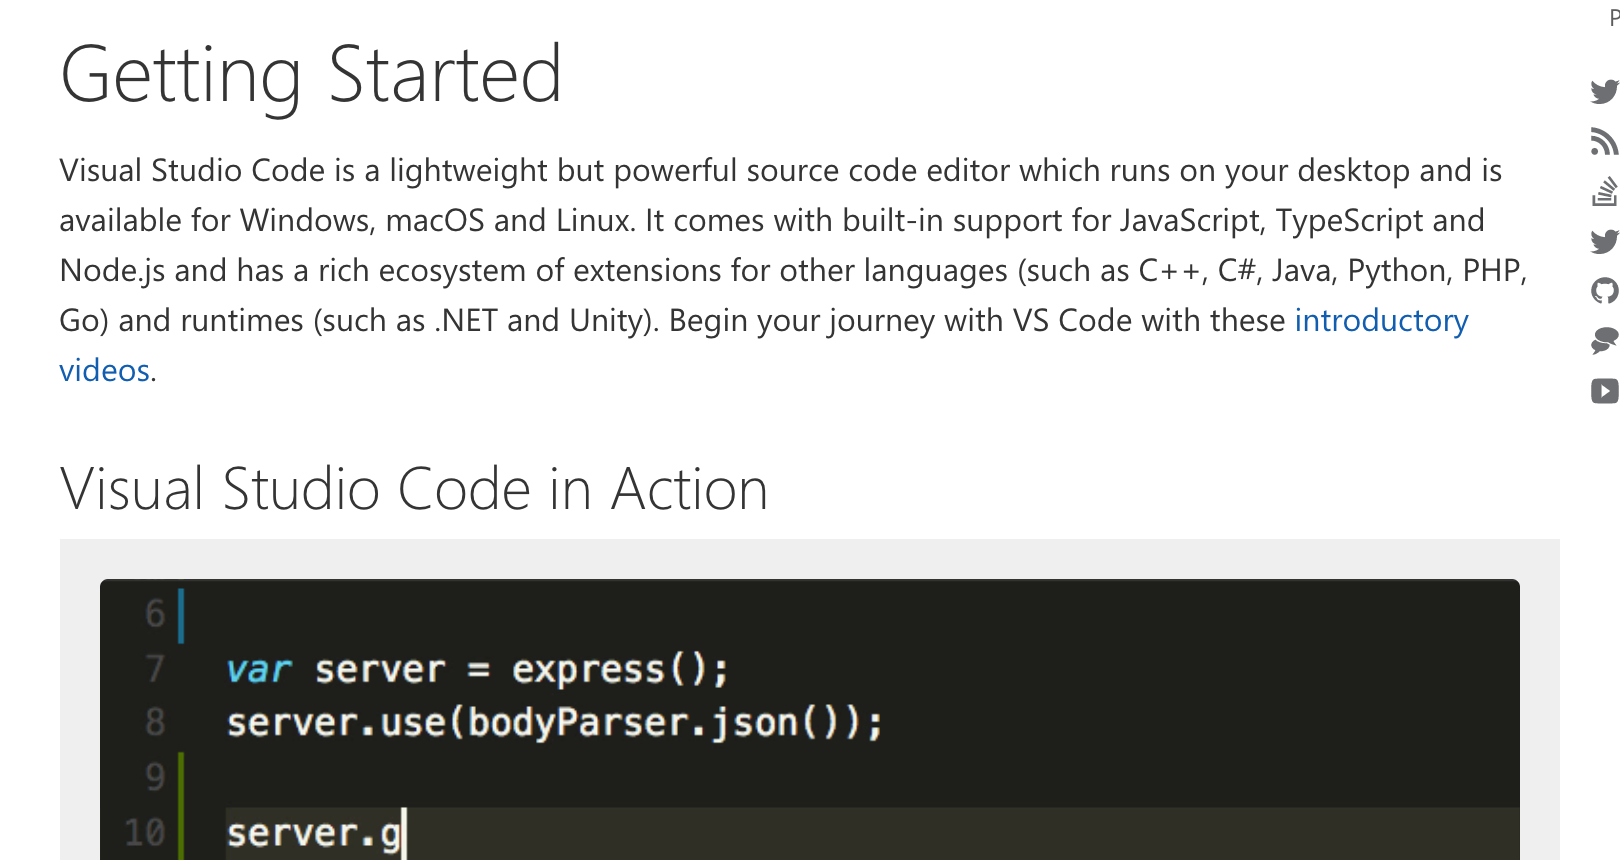 P
Getting Started
Visual Studio Code is a lightweight but powerful source code editor which runs on your desktop and is
available for Windows, macOS and Linux. It comes with built-in support for JavaScript, TypeScript and
Node.js and has a rich ecosystem of extensions for other languages (such as C++, C#, Java, Python, PHP,
Go) and runtimes (such as .NET and Unity). Begin your journey with VS Code with these introductory
videos.
Visual Studio Code in Action
6
7 var server = express();
8 server.use(bodyParser.json());
9
10 server.g